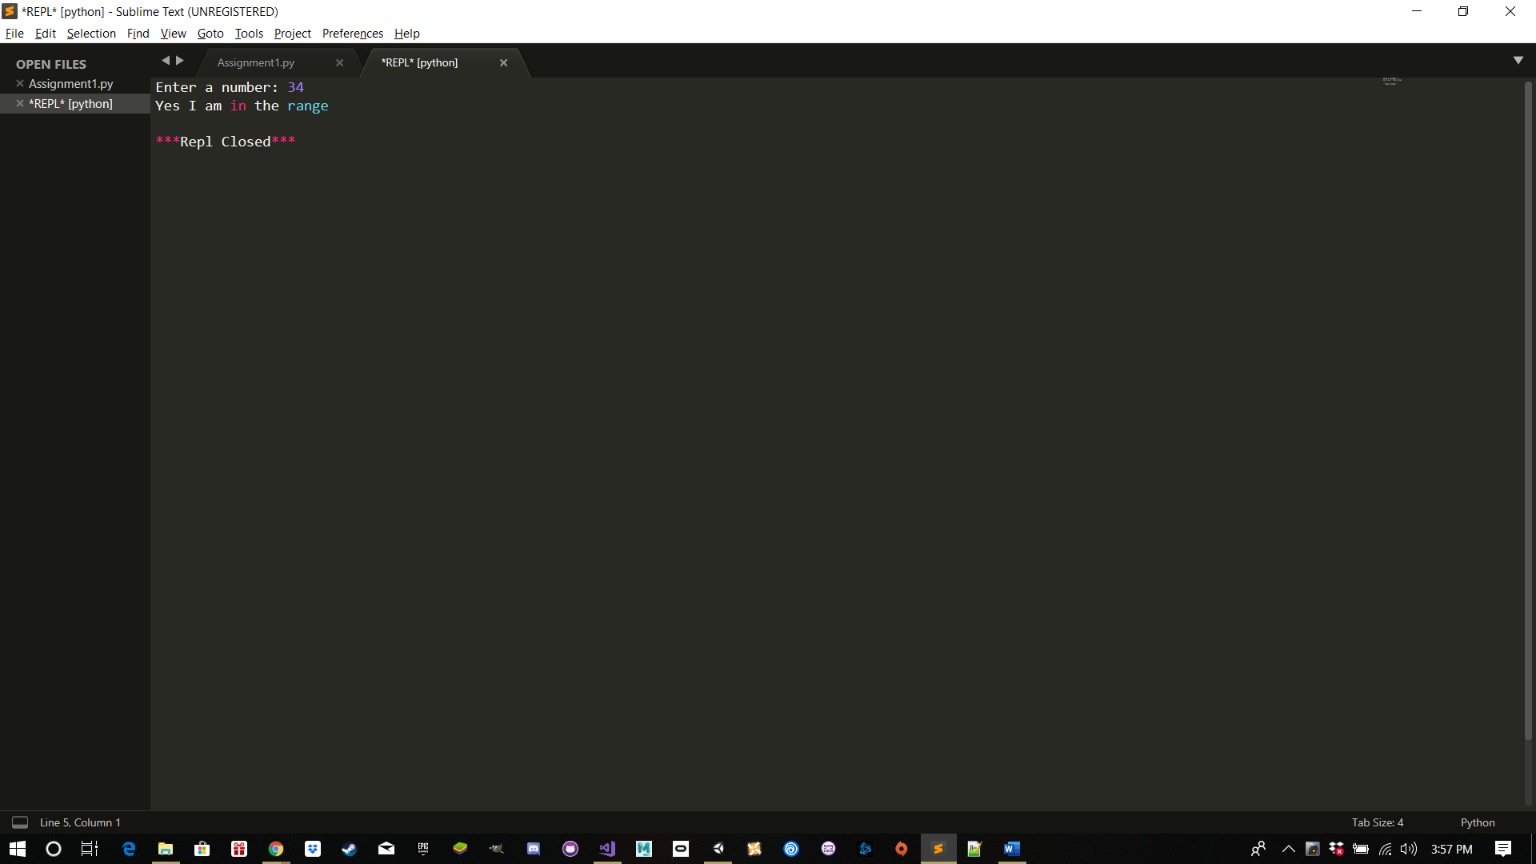 *REPL* [python] - Sublime Text (UNREGISTERED)
File Edit Selection Find View Goto Tools Project Preferences Help
OPEN FILES
Assignment1.py
*REPL* [python]
Assignment1.py
*REPL* [python]
Enter a number: 34
Yes I am in the range
***Repl Closed***
Line 5, Column 1
Tab Size: 4
Python
3:57 PM